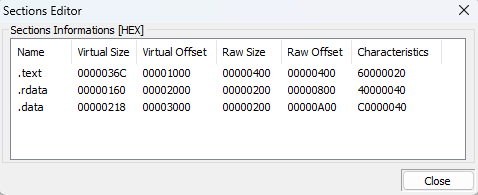 Sections Editor
Sections Informations [HEX]
Name Virtual Size Virtual Offset Raw Size Raw Offset Characteristics
.text 0000036C 00001000 00000400 00000400 60000020
.rdata 00000160 00002000 00000200 00000800 40000040
.data 00000218 00003000 00000200 00000A00 C0000040
Close